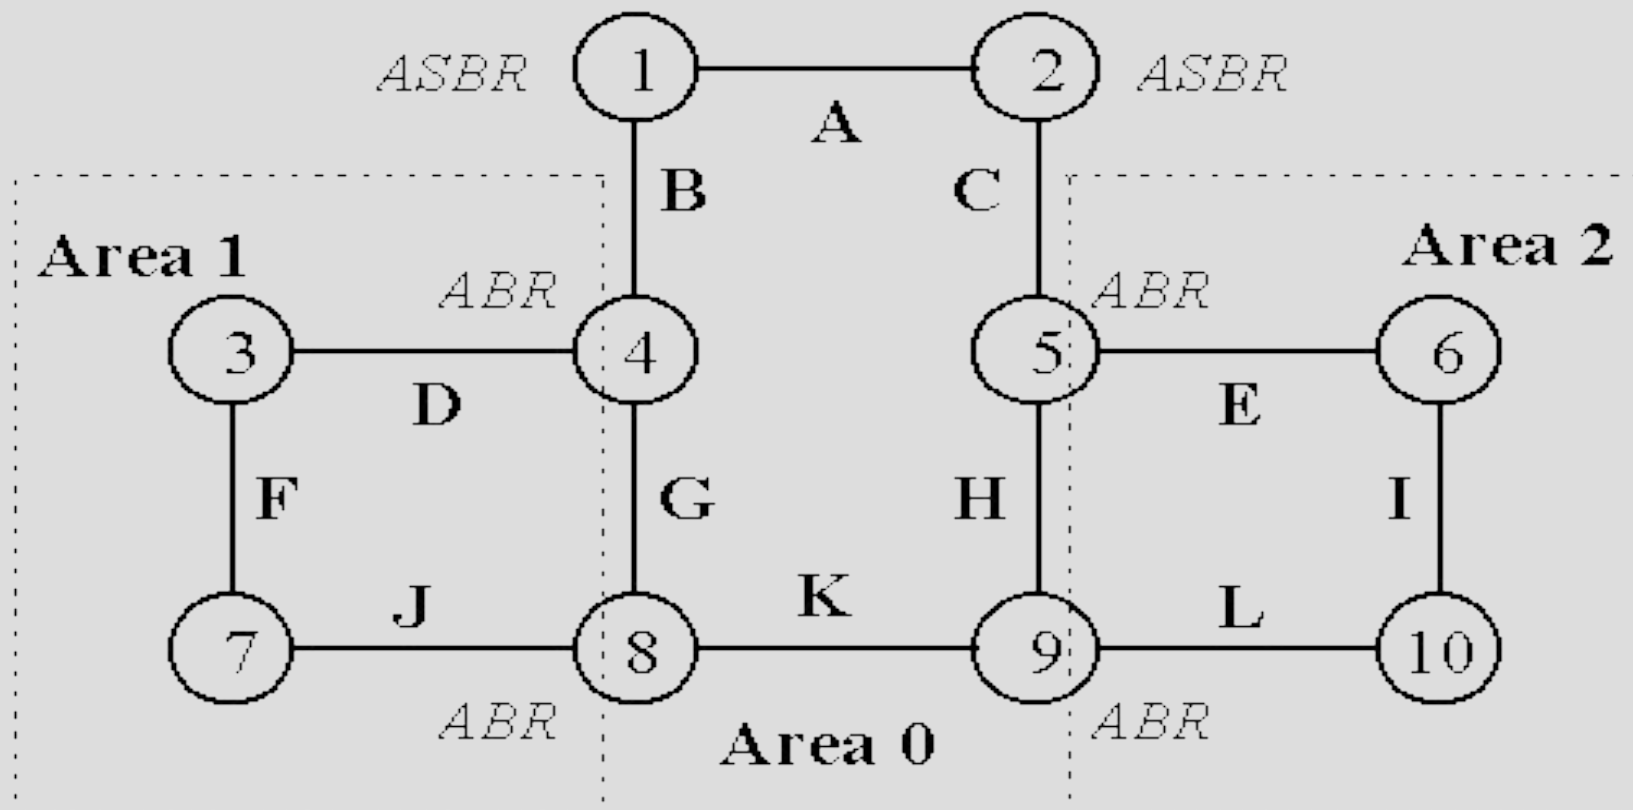 ASBR 1 2 ASBR
A
B C
Area 1 Area 2
ABR ABR
3 4 5 6
D E
F G H I
J K L
7 8 9 10
ABR Area 0 ABR